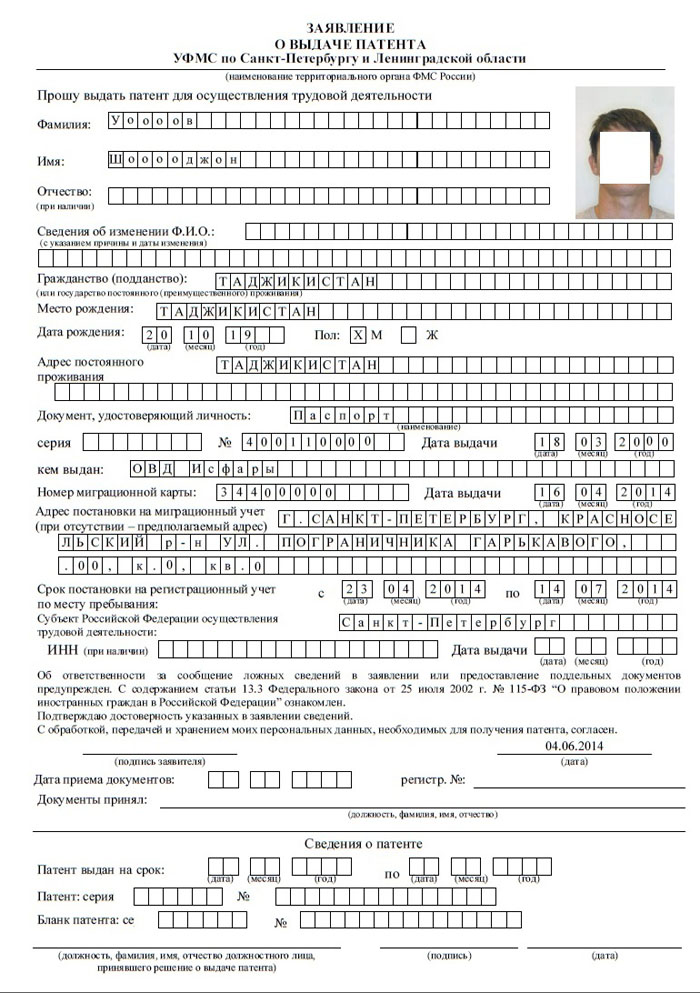 ЗАЯВЛЕНИЕ
О ВЫДАЧЕ ПАТЕНТА
УФМС по Санкт-Петербургу и Ленинградской области
(наименование территориального органа ФМС России)
Прошу выдать патент для осуществления трудовой деятельности
Фамилия: Уоооов
Имя: Шооооджон
Отчество:
(при наличии)
Сведения об изменении Ф.И.О.:
(с указанием причины и даты изменения)
Гражданство (подданство): ТАДЖИКИСТАН
(или государство постоянного (преимущественного) проживания)
Место рождения: ТАДЖИКИСТАН
Дата рождения: 20 10 19 Пол: X М Ж
(дата) (месяц) (год)
Адрес постоянного ТАДЖИКИСТАН
проживания
Документ, удостоверяющий личность: Паспорт
(наименование)
серия № 400110000 Дата выдачи 18 03 2000
(дата) (месяц) (год)
кем выдан: ОВД Исфары
Номер миграционной карты: 34400000 Дата выдачи 16 04 2014
(дата) (месяц) (год)
Адрес постановки на миграционный учет
(при отсутствии – предполагаемый адрес) Г.САНКТ-ПЕТЕРБУРГ, КРАСНОСЕ
ЛЬСКИЙ р-н УЛ. ПОГРАНИЧНИКА ГАРЬКАВОГО,
.00, к.0, кв.0
Срок постановки на регистрационный учет с 23 04 2014 по 14 07 2014
по месту пребывания: (дата) (месяц) (год) (дата) (месяц) (год)
Субъект Российской Федерации осуществления Санкт-Петербург
трудовой деятельности:
ИНН (при наличии) Дата выдачи
(дата) (месяц) (год)
Об ответственности за сообщение ложных сведений в заявлении или предоставление поддельных документов
предупрежден. С содержанием статьи 13.3 Федерального закона от 25 июля 2002 г. № 115-ФЗ “О правовом положении
иностранных граждан в Российской Федерации” ознакомлен.
Подтверждаю достоверность указанных в заявлении сведений.
С обработкой, передачей и хранением моих персональных данных, необходимых для получения патента, согласен.
04.06.2014
(подпись заявителя) (дата)
Дата приема документов: регистр. №:
Документы принял:
(должность, фамилия, имя, отчество)
Сведения о патенте
Патент выдан на срок: по
(дата) (месяц) (год) (дата) (месяц) (год)
Патент: серия №
Бланк патента: се №
(должность, фамилия, имя, отчество должностного лица, (подпись) (дата)
принявшего решение о выдаче патента)